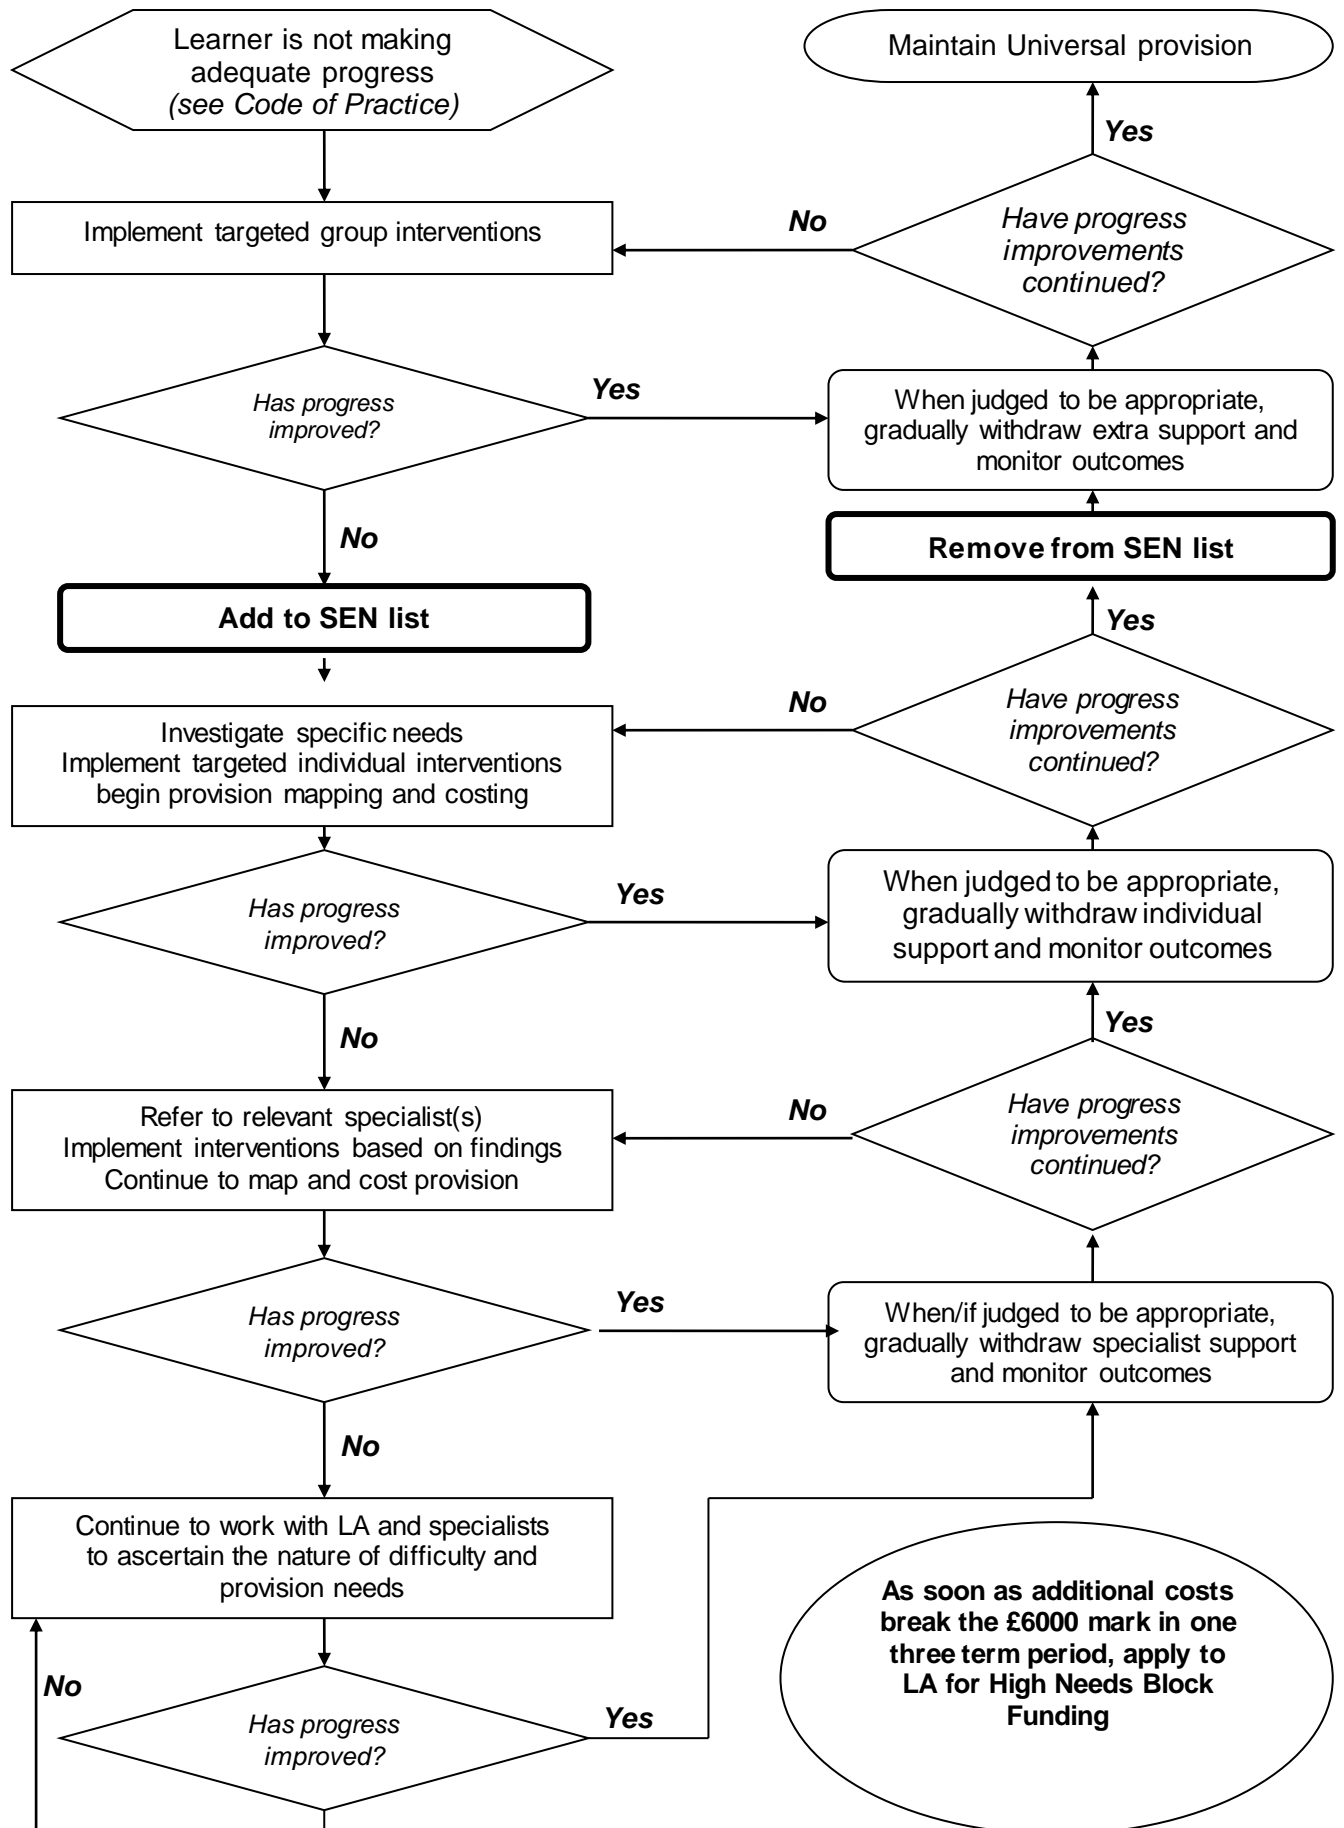 Learner is not making
adequate progress
(see Code of Practice)
Maintain Universal provision
Yes
Implement targeted group interventions
No
Have progress
improvements
continued?
Has progress
improved?
Yes
When judged to be appropriate,
gradually withdraw extra support and
monitor outcomes
No
Remove from SEN list
Add to SEN list
Yes
Investigate specific needs
Implement targeted individual interventions
begin provision mapping and costing
No
Have progress
improvements
continued?
Has progress
improved?
Yes
When judged to be appropriate,
gradually withdraw individual
support and monitor outcomes
No
Yes
Refer to relevant specialist(s)
Implement interventions based on findings
Continue to map and cost provision
No
Have progress
improvements
continued?
Has progress
improved?
Yes
When/if judged to be appropriate,
gradually withdraw specialist support
and monitor outcomes
No
Continue to work with LA and specialists
to ascertain the nature of difficulty and
provision needs
As soon as additional costs
break the £6000 mark in one
three term period, apply to
LA for High Needs Block
Funding
No
Has progress
improved?
Yes